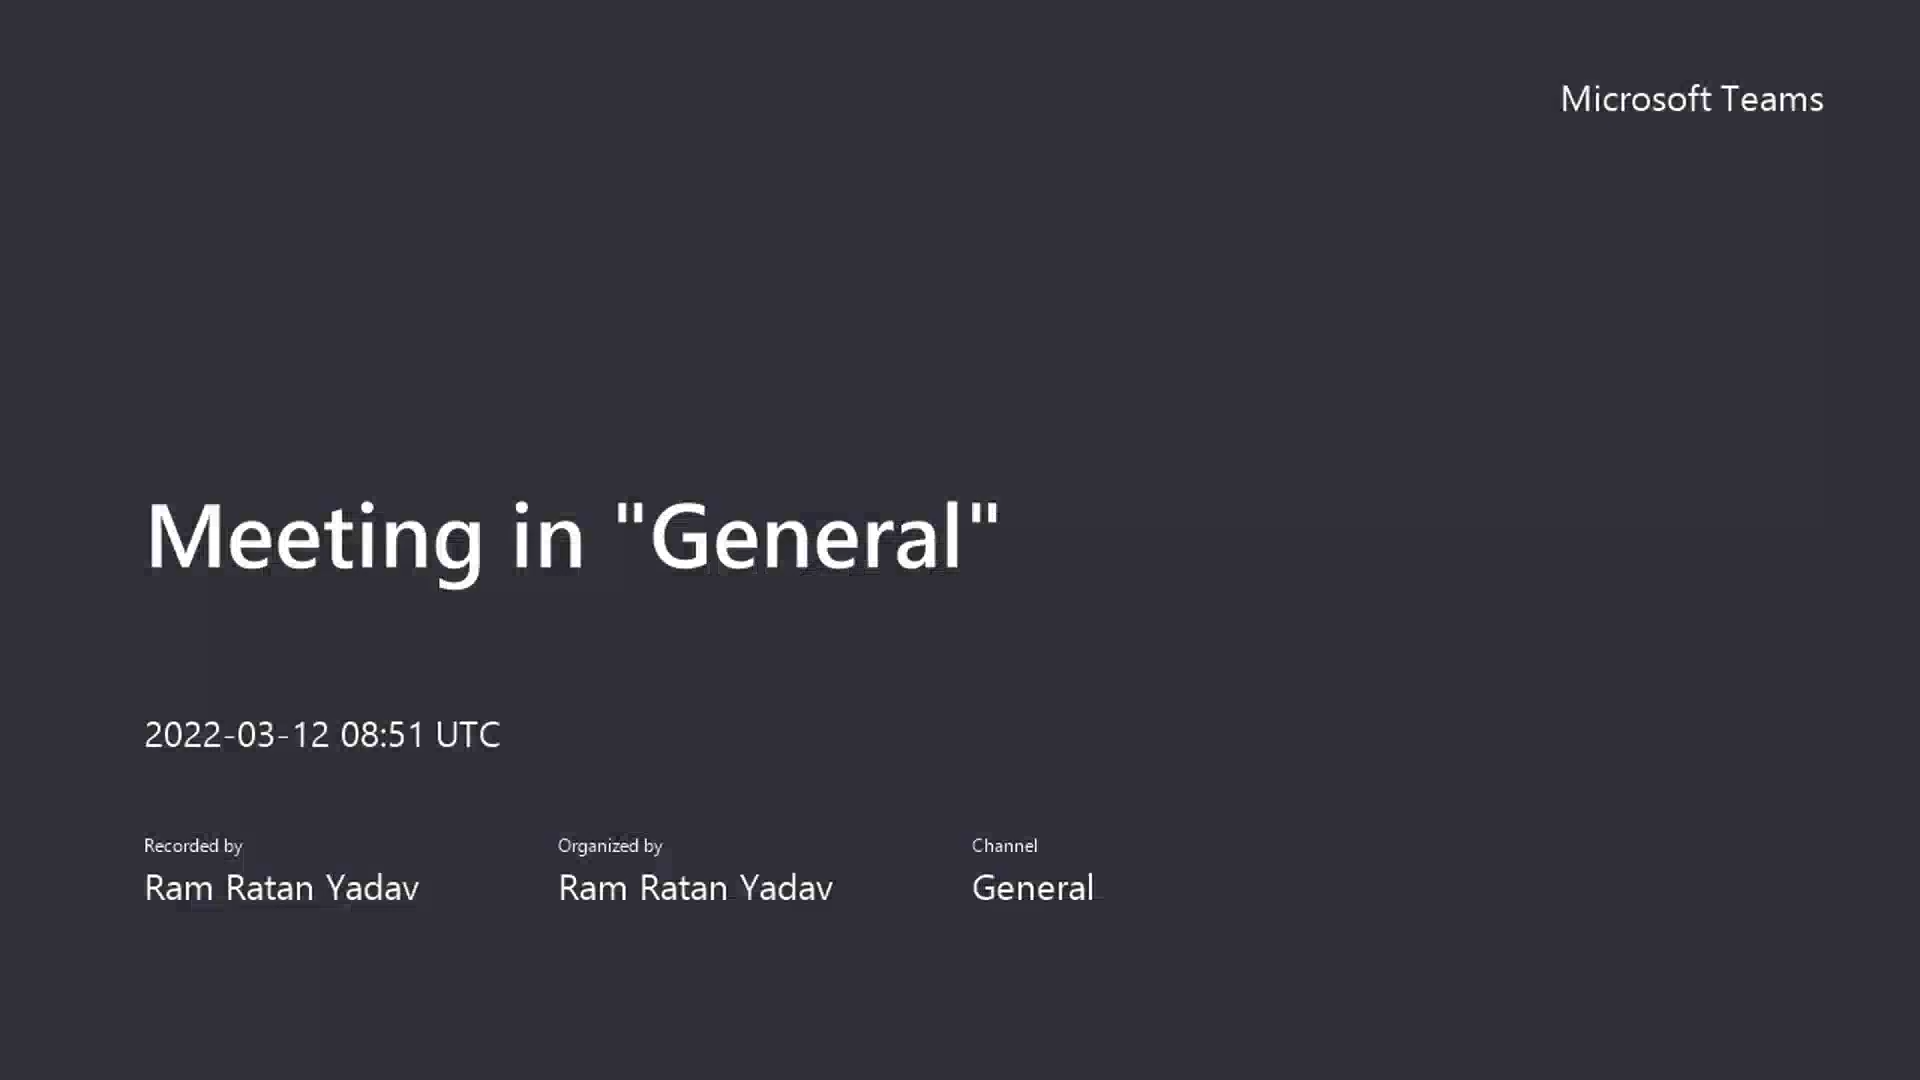 Microsoft Teams
Meeting in "General"
2022-03-12 08:51 UTC
Recorded by
Ram Ratan Yadav
Organized by
Ram Ratan Yadav
Channel
General